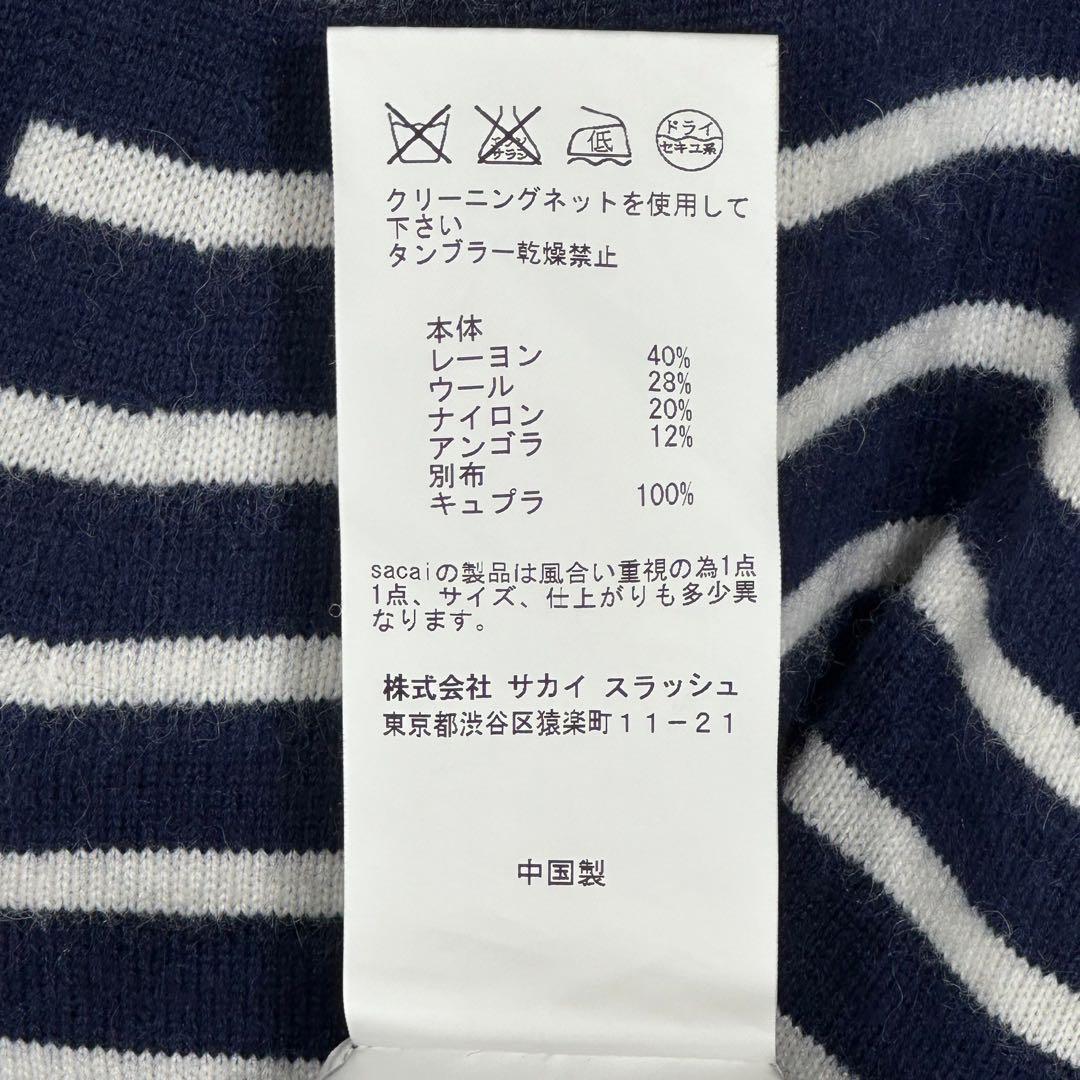 エンソ
サラシ
低
ドライ
セキユ系
クリーニングネットを使用して
下さい
タンブラー乾燥禁止
本体
レーヨン 40%
ウール 28%
ナイロン 20%
アンゴラ 12%
別布
キュプラ 100%
sacaiの製品は風合い重視の為1点
1点、サイズ、仕上がりも多少異
なります。
株式会社 サカイ スラッシュ
東京都渋谷区猿楽町11−21
中国製